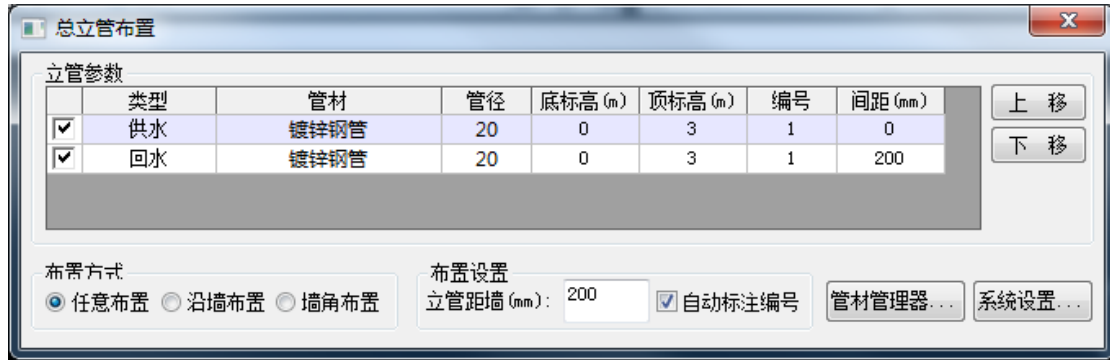 总立管布置
立管参数
类型 管材 管径 底标高(m) 顶标高(m) 编号 间距(mm)
供水 镀锌钢管 20 0 3 1 0
回水 镀锌钢管 20 0 3 1 200
上 移
下 移
布置方式
任意布置 沿墙布置 墙角布置
布置设置
立管距墙(mm): 200 自动标注编号
管材管理器... 系统设置...